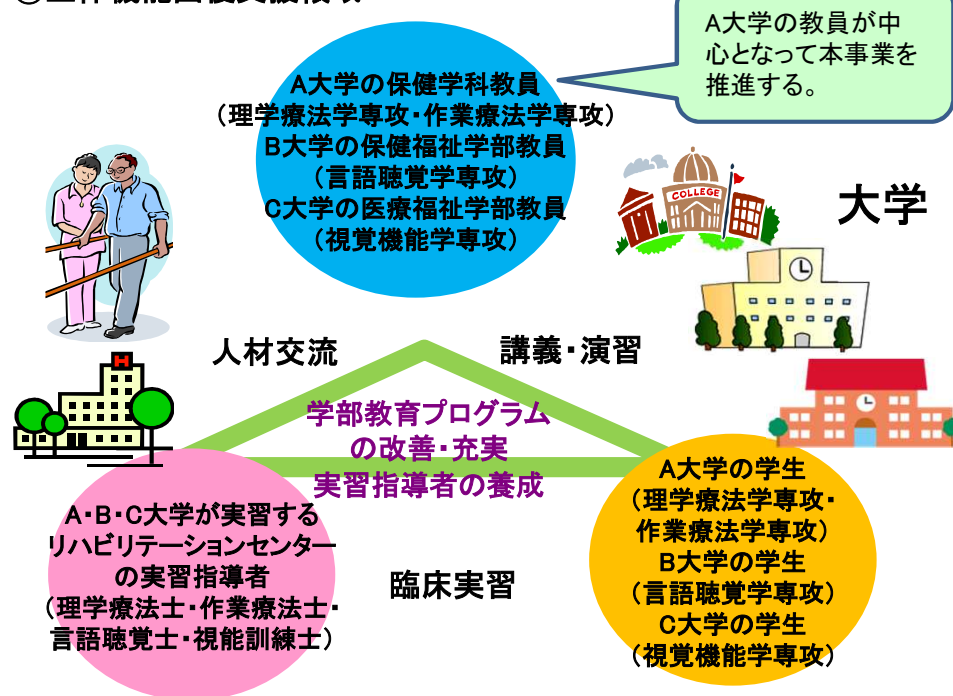 A大学の教員が中
心となって本事業を
推進する。
A大学の保健学科教員
（理学療法学専攻・作業療法学専攻）
B大学の保健福祉学部教員
（言語聴覚学専攻）
C大学の医療福祉学部教員
（視覚機能学専攻）
COLLEGE
大学
人材交流
講義・演習
H
学部教育プログラム
の改善・充実
実習指導者の養成
A・B・C大学が実習する
リハビリテーションセンター
の実習指導者
（理学療法士・作業療法士・
言語聴覚士・視能訓練士）
臨床実習
A大学の学生
（理学療法学専攻・
作業療法学専攻）
B大学の学生
（言語聴覚学専攻）
C大学の学生
（視覚機能学専攻）